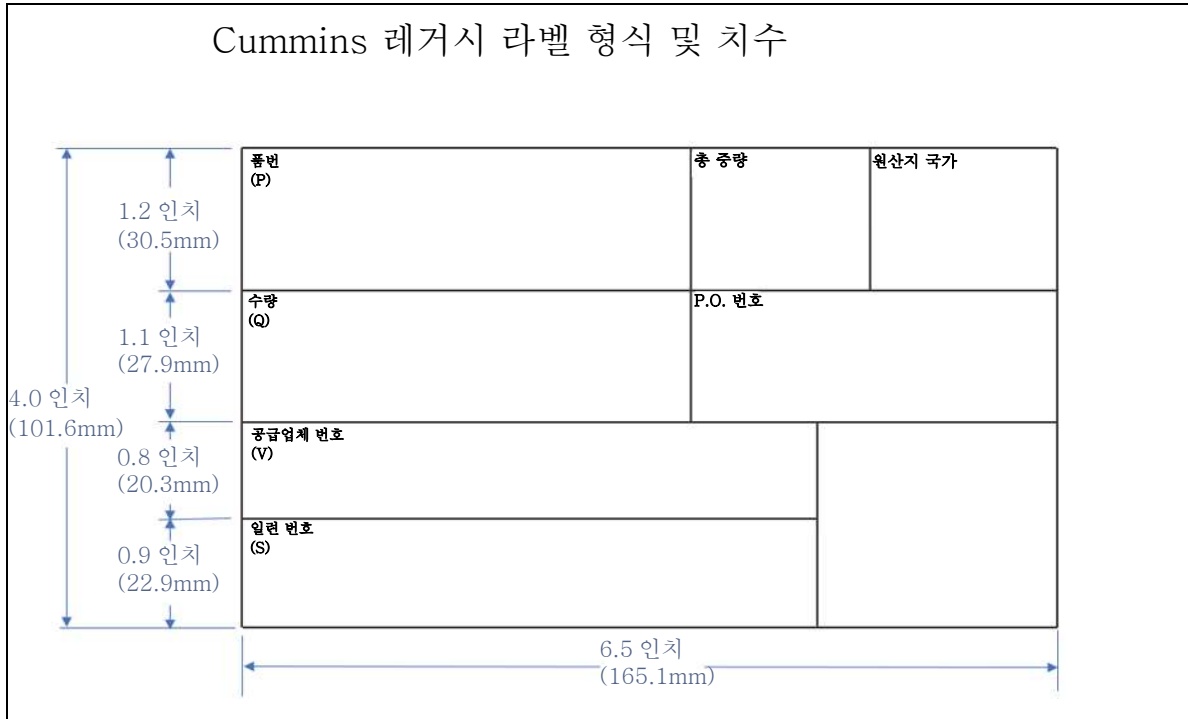 Cummins 레거시 라벨 형식 및 치수
품번
(P)
총 중량
원산지 국가
1.2 인치
(30.5mm)
수량
(Q)
P.O. 번호
1.1 인치
(27.9mm)
4.0 인치
(101.6mm)
공급업체 번호
(V)
0.8 인치
(20.3mm)
일련 번호
(S)
0.9 인치
(22.9mm)
6.5 인치
(165.1mm)